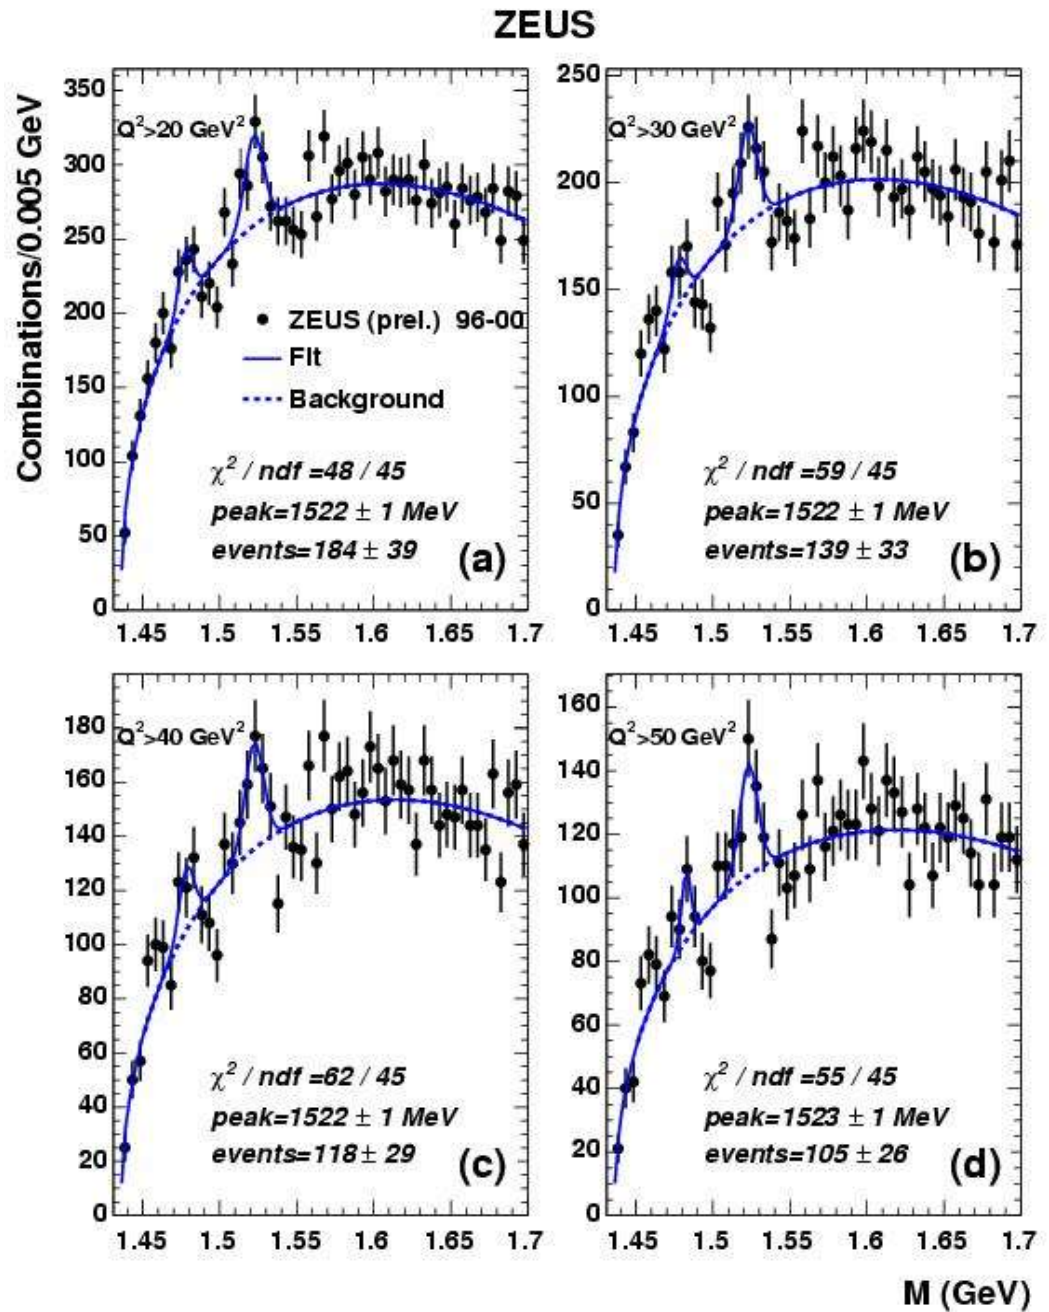 ZEUS
Combinations/0.005 GeV
350
300
250
200
150
100
50
0
Q²>20 GeV²
ZEUS (prel.) 96-00
Fit
Background
χ² / ndf =48 / 45
peak=1522 ± 1 MeV
events=184 ± 39
(a)
1.45 1.5 1.55 1.6 1.65 1.7
250
200
150
100
50
0
Q²>30 GeV²
χ² / ndf =59 / 45
peak=1522 ± 1 MeV
events=139 ± 33
(b)
1.45 1.5 1.55 1.6 1.65 1.7
180
160
140
120
100
80
60
40
20
0
Q²>40 GeV²
χ² / ndf =62 / 45
peak=1522 ± 1 MeV
events=118 ± 29
(c)
1.45 1.5 1.55 1.6 1.65 1.7
160
140
120
100
80
60
40
20
0
Q²>50 GeV²
χ² / ndf =55 / 45
peak=1523 ± 1 MeV
events=105 ± 26
(d)
1.45 1.5 1.55 1.6 1.65 1.7
M (GeV)